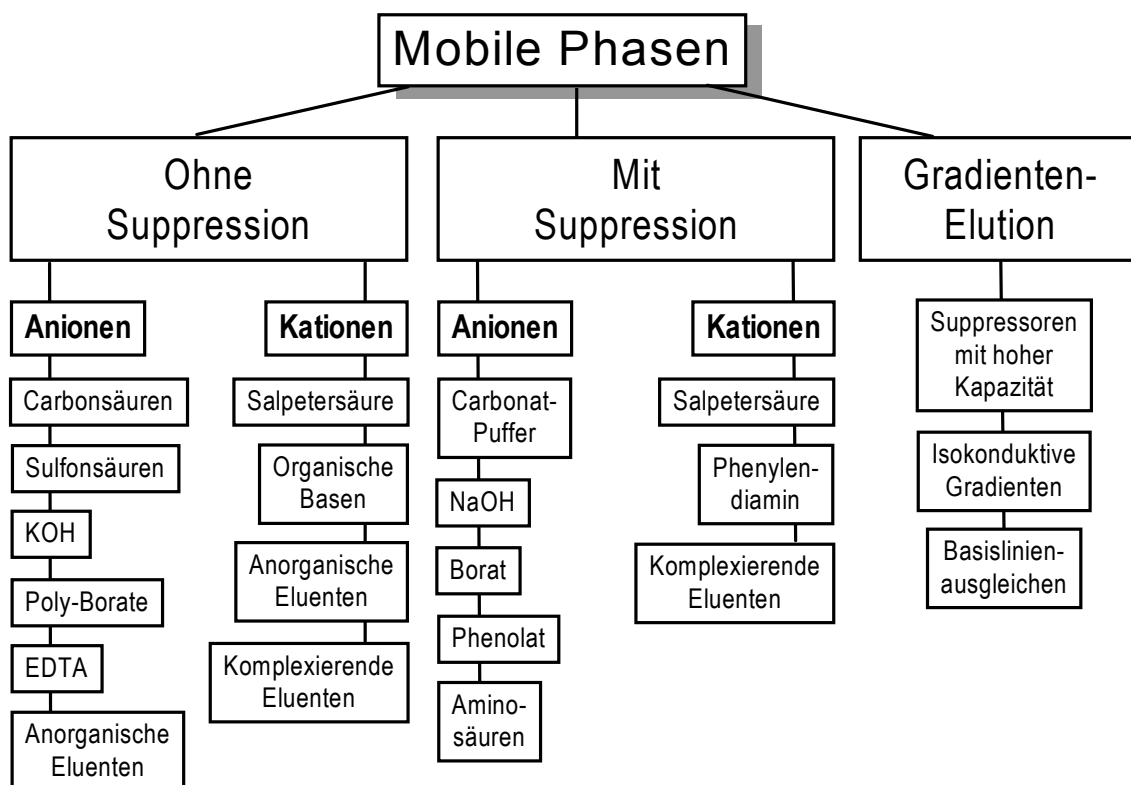 Mobile Phasen
Ohne
Suppression
Anionen
Carbonsäuren
Sulfonsäuren
KOH
Poly-Borate
EDTA
Anorganische
Eluenten
Kationen
Salpetersäure
Organische
Basen
Anorganische
Eluenten
Komplexierende
Eluenten
Mit
Suppression
Anionen
Carbonat-
Puffer
NaOH
Borat
Phenolat
Amino-
säuren
Kationen
Salpetersäure
Phenylen-
diamin
Komplexierende
Eluenten
Gradienten-
Elution
Suppressoren
mit hoher
Kapazität
Isokonduktive
Gradienten
Basislinien-
ausgleichen